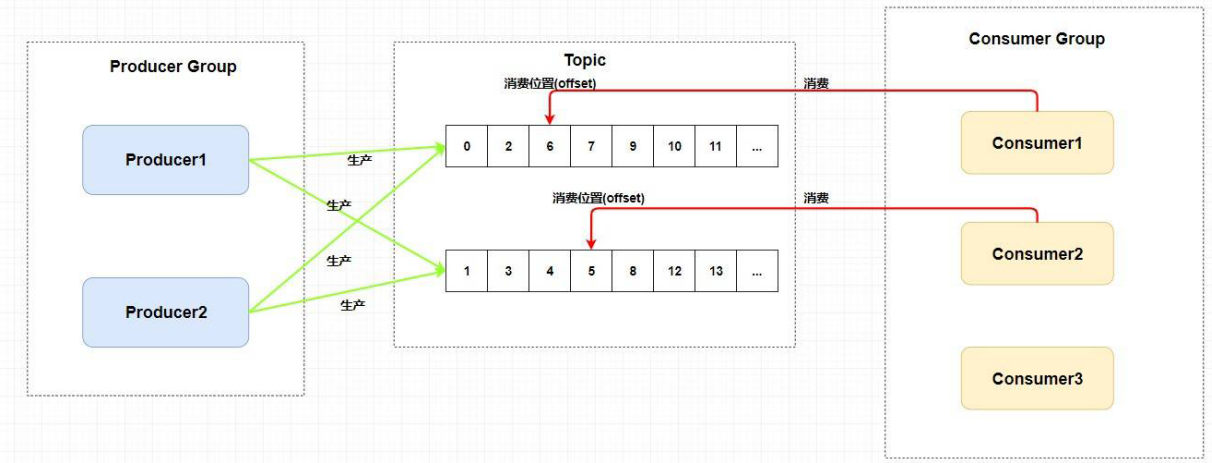 Producer Group
Producer1
Producer2
生产
生产
生产
生产
Topic
消费位置(offset)
0 2 6 7 9 10 11 ...
消费位置(offset)
1 3 4 5 8 12 13 ...
消费
消费
Consumer Group
Consumer1
Consumer2
Consumer3